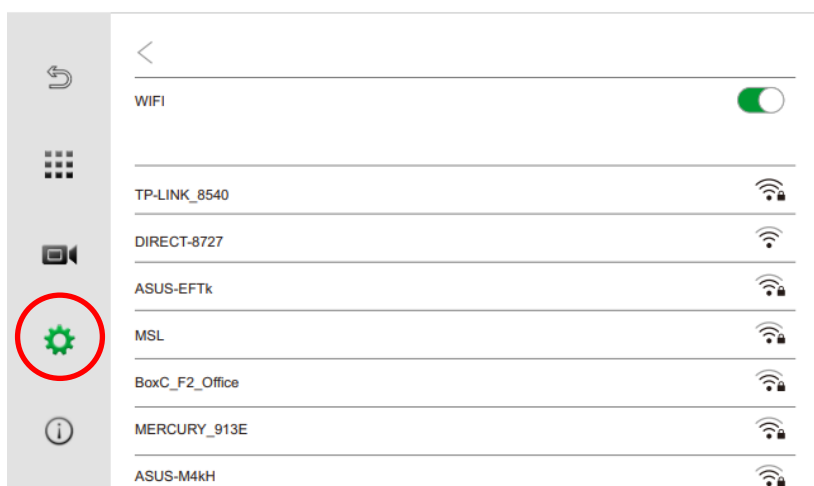 WIFI
TP-LINK_8540
DIRECT-8727
ASUS-EFTk
MSL
BoxC_F2_Office
MERCURY_913E
ASUS-M4kH